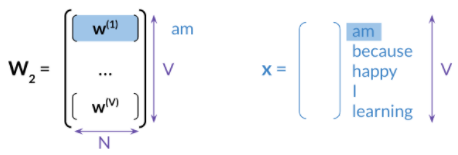 W2 =
w(1)
...
w(V)
N
am
V
x =
am
because
happy
I
learning
V